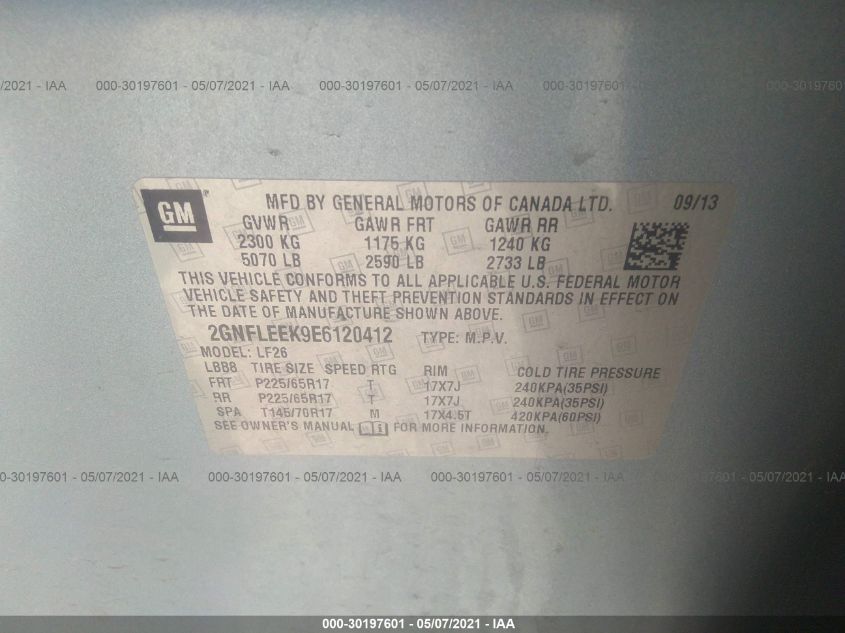 /2021 - IAA 000-30197601 - 05/07/2021 - IAA 000-30197601 - 05/07/2021 - IAA 000-30197601 - 05/07/2021 - IAA 000-3019760
GM
MFD BY GENERAL MOTORS OF CANADA LTD. 09/13
GVWR GAWR FRT GAWR RR
2300 KG 1175 KG 1240 KG
5070 LB 2590 LB 2733 LB
THIS VEHICLE CONFORMS TO ALL APPLICABLE U.S. FEDERAL MOTOR
VEHICLE SAFETY AND THEFT PREVENTION STANDARDS IN EFFECT ON
THE DATE OF MANUFACTURE SHOWN ABOVE.
2GNFLEEK9E6120412 TYPE: M.P.V.
MODEL: LF26
LBB8 TIRE SIZE SPEED RTG RIM COLD TIRE PRESSURE
FRT P225/65R17 T 17X7J 240KPA(35PSI)
RR P225/65R17 T 17X7J 240KPA(35PSI)
SPA T145/70R17 M 17X4.5T 420KPA(60PSI)
SEE OWNER'S MANUAL FOR MORE INFORMATION.
0-30197601 - 05/07/2021 - IAA 000-30197601 - 05/07/2021 - IAA 000-30197601 - 05/07/2021 - IAA 000-30197601 - 05/07/2021 -
000-30197601 - 05/07/2021 - IAA